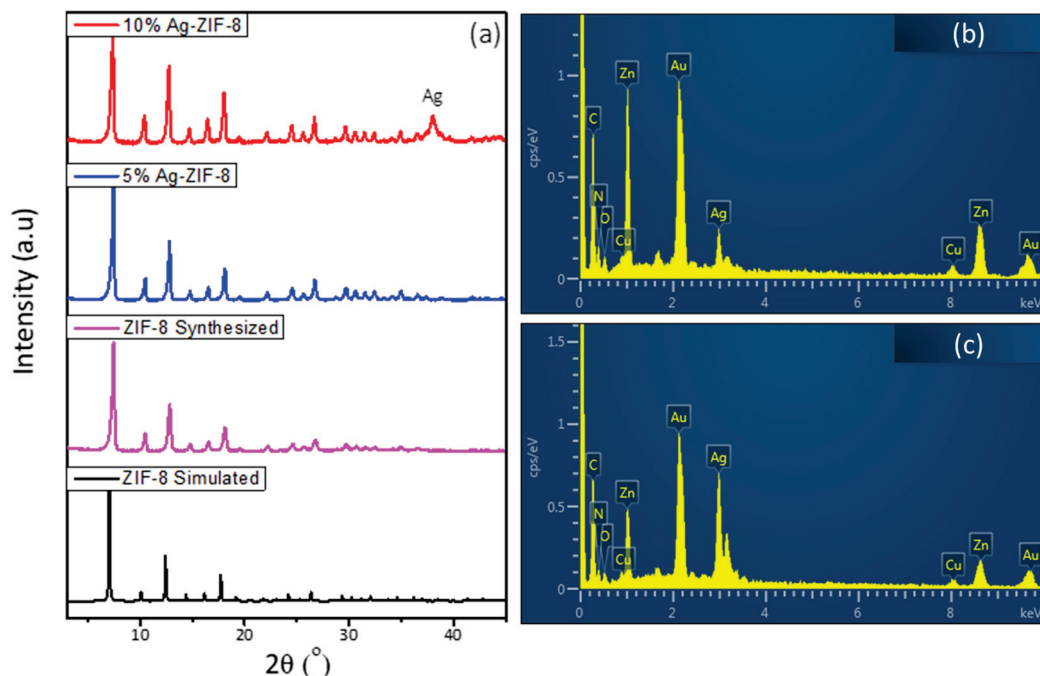 (a)
10% Ag-ZIF-8
Ag
5% Ag-ZIF-8
ZIF-8 Synthesized
ZIF-8 Simulated
Intensity (a.u)
10 20 30 40
2θ (°)
(b)
1
0.5
0
cps/eV
C
N
O
Cu
Zn
Au
Ag
Cu
Zn
Au
0 2 4 6 8 keV
(c)
1.5
1
0.5
0
cps/eV
C
N
O
Cu
Zn
Au
Ag
Cu
Zn
Au
0 2 4 6 8 keV